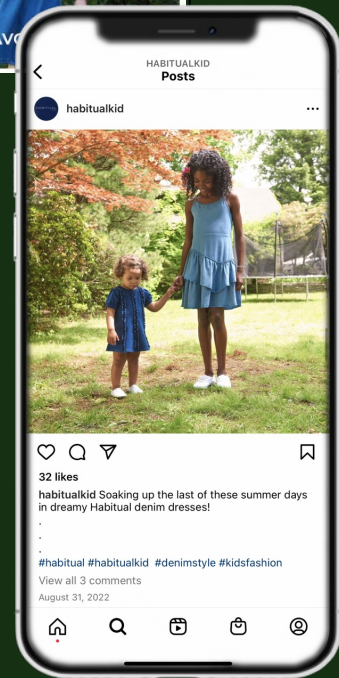 HABITUALKID
Posts
habitualkid
32 likes
habitualkid Soaking up the last of these summer days
in dreamy Habitual denim dresses!
.
.
.
#habitual #habitualkid #denimstyle #kidsfashion
View all 3 comments
August 31, 2022